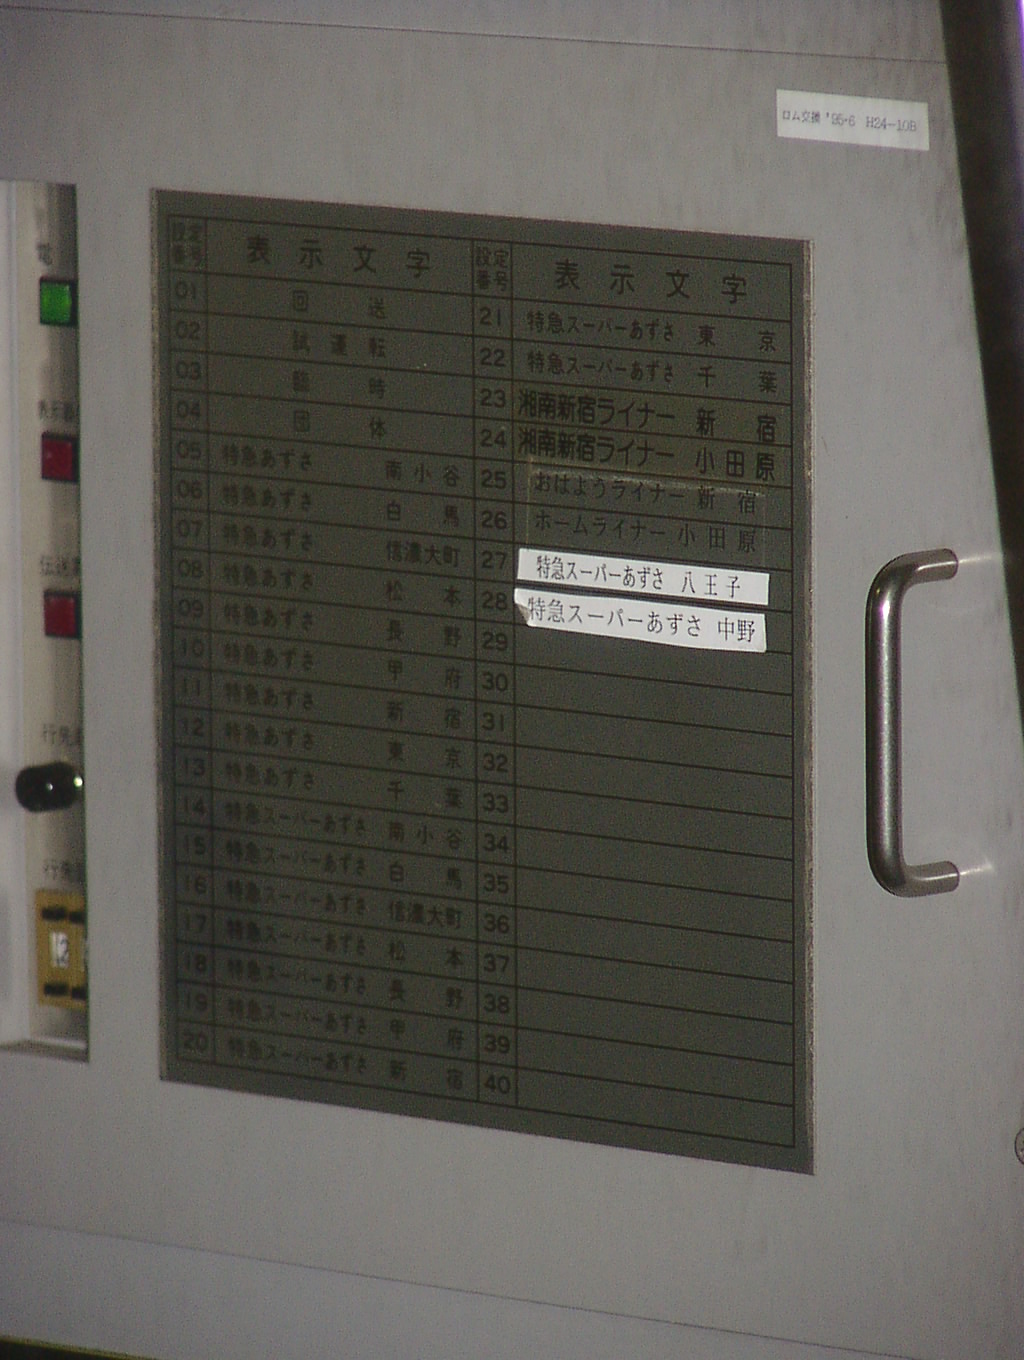 ロム交換 '95-6 H24-10B
設定番号 表示文字
01 回送
02 試運転
03 臨時
04 団体
05 特急あずさ 南小谷
06 特急あずさ 白馬
07 特急あずさ 信濃大町
08 特急あずさ 松本
09 特急あずさ 長野
10 特急あずさ 甲府
11 特急あずさ 新宿
12 特急あずさ 東京
13 特急あずさ 千葉
14 特急スーパーあずさ 南小谷
15 特急スーパーあずさ 白馬
16 特急スーパーあずさ 信濃大町
17 特急スーパーあずさ 松本
18 特急スーパーあずさ 長野
19 特急スーパーあずさ 甲府
20 特急スーパーあずさ 新宿
設定番号 表示文字
21 特急スーパーあずさ 東京
22 特急スーパーあずさ 千葉
23 湘南新宿ライナー 新宿
24 湘南新宿ライナー 小田原
25 おはようライナー 新宿
26 ホームライナー 小田原
27 特急スーパーあずさ 八王子
28 特急スーパーあずさ 中野
29
30
31
32
33
34
35
36
37
38
39
40
電
行先
行先
12